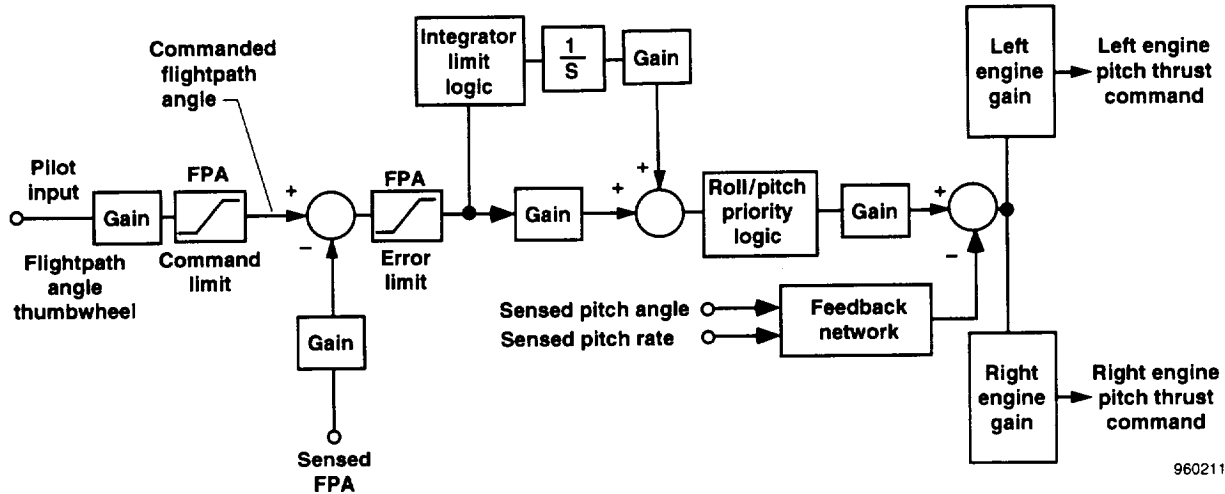 Commanded
flightpath
angle
Integrator
limit
logic
1
S
Gain
Left
engine
gain
Left engine
pitch thrust
command
Pilot
input
Gain
FPA
Command
limit
Flightpath
angle
thumbwheel
+
−
FPA
Error
limit
Gain
+
+
Roll/pitch
priority
logic
Gain
+
−
Sensed pitch angle
Sensed pitch rate
Feedback
network
Gain
Sensed
FPA
Right
engine
gain
Right engine
pitch thrust
command
960211